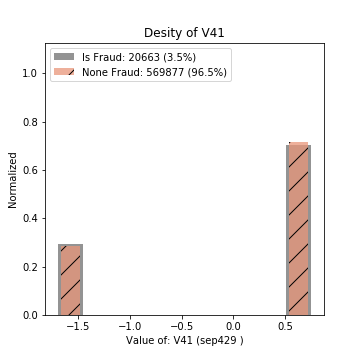 Desity of V41
Is Fraud: 20663 (3.5%)
None Fraud: 569877 (96.5%)
1.0
0.8
0.6
0.4
0.2
0.0
Normalized
−1.5
−1.0
−0.5
0.0
0.5
Value of: V41 (sep429 )